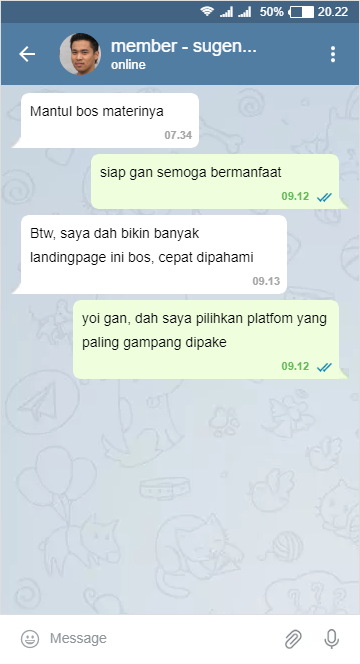 50% 20.22
member - sugen...
online
Mantul bos materinya
07.34
siap gan semoga bermanfaat
09.12
Btw, saya dah bikin banyak
landingpage ini bos, cepat dipahami
09.13
yoi gan, dah saya pilihkan platfom yang
paling gampang dipake
09.12
Message